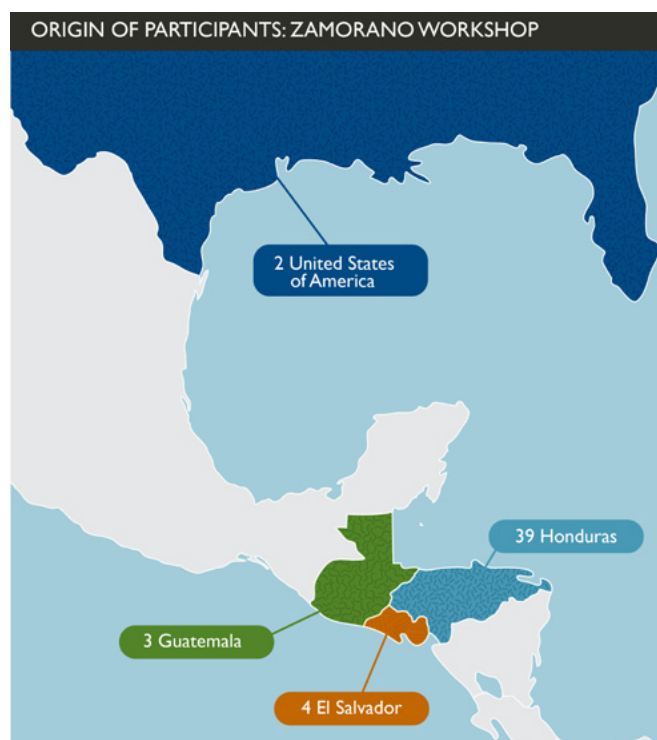 ORIGIN OF PARTICIPANTS: ZAMORANO WORKSHOP
2 United States
of America
39 Honduras
3 Guatemala
4 El Salvador